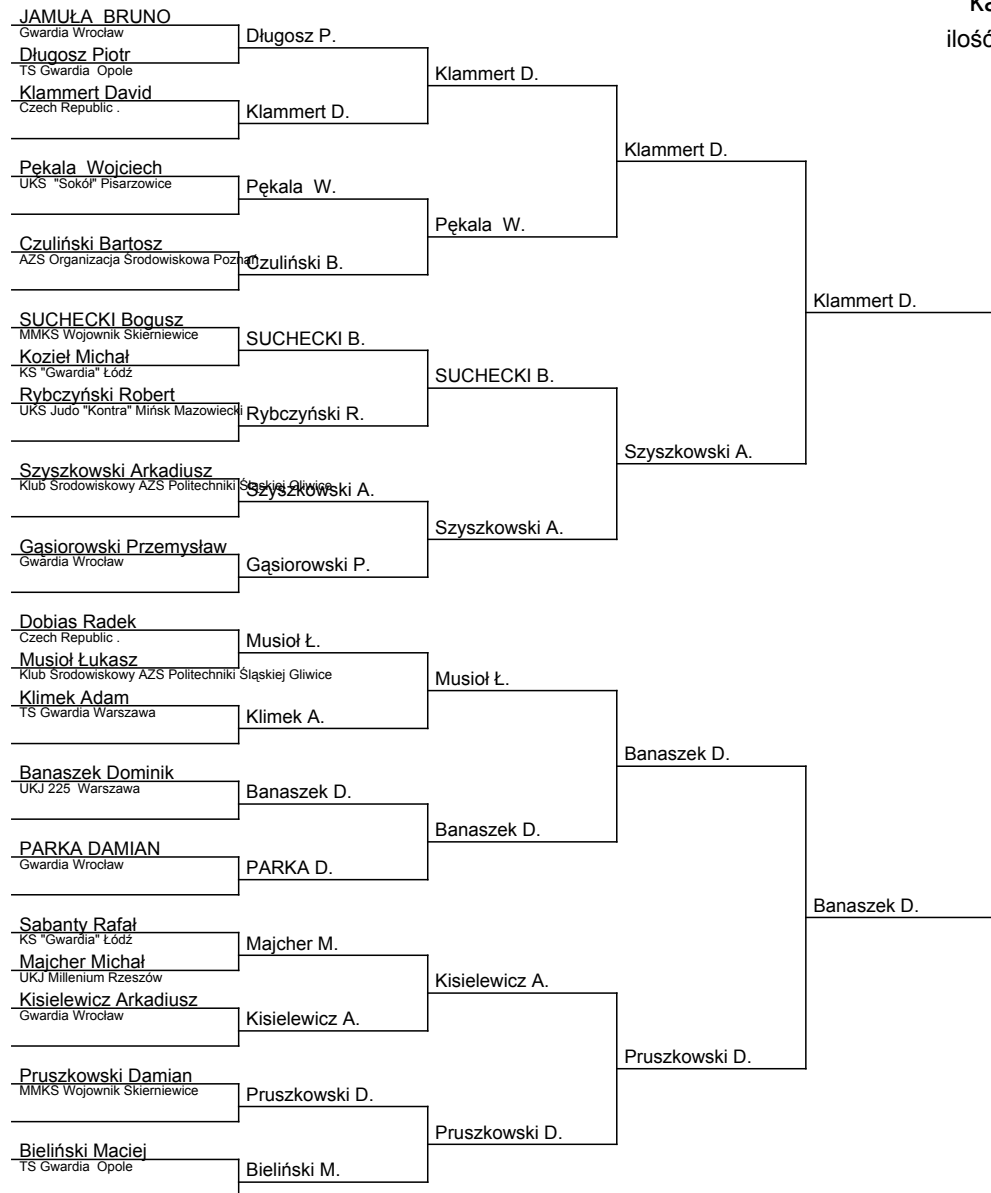 Ka
ilość
JAMUŁA BRUNO
Gwardia Wrocław
Długosz Piotr
TS Gwardia Opole
Klammert David
Czech Republic .
Pękala Wojciech
UKS "Sokół" Pisarzowice
Czuliński Bartosz
AZS Organizacja Środowiskowa Poznań
SUCHECKI Bogusz
MMKS Wojownik Skierniewice
Kozieł Michał
KS "Gwardia" Łódź
Rybczyński Robert
UKS Judo "Kontra" Mińsk Mazowiecki
Szyszkowski Arkadiusz
Klub Środowiskowy AZS Politechniki Śląskiej Gliwice
Gąsiorowski Przemysław
Gwardia Wrocław
Dobias Radek
Czech Republic .
Musioł Łukasz
Klub Środowiskowy AZS Politechniki Śląskiej Gliwice
Klimek Adam
TS Gwardia Warszawa
Banaszek Dominik
UKJ 225 Warszawa
PARKA DAMIAN
Gwardia Wrocław
Sabanty Rafał
KS "Gwardia" Łódź
Majcher Michał
UKJ Millenium Rzeszów
Kisielewicz Arkadiusz
Gwardia Wrocław
Pruszkowski Damian
MMKS Wojownik Skierniewice
Bieliński Maciej
TS Gwardia Opole
Długosz P.
Klammert D.
Pękala W.
Czuliński B.
SUCHECKI B.
Rybczyński R.
Szyszkowski A.
Gąsiorowski P.
Musioł Ł.
Klimek A.
Banaszek D.
PARKA D.
Majcher M.
Kisielewicz A.
Pruszkowski D.
Bieliński M.
Klammert D.
Pękala W.
SUCHECKI B.
Szyszkowski A.
Musioł Ł.
Banaszek D.
Kisielewicz A.
Pruszkowski D.
Klammert D.
Szyszkowski A.
Banaszek D.
Pruszkowski D.
Klammert D.
Banaszek D.